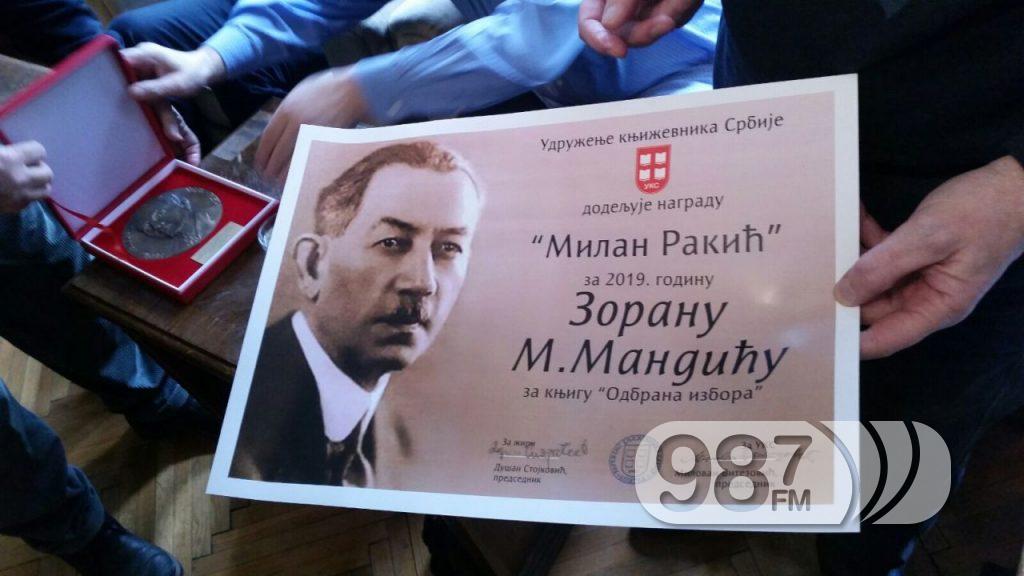 Удружење књижевника Србије
УКС
додељује награду
“Милан Ракић”
за 2019. годину
Зорану
М.Мандићу
за књигу “Одбрана избора”
За жири
Душан Стојковић,
председник
За
председник
987
FM